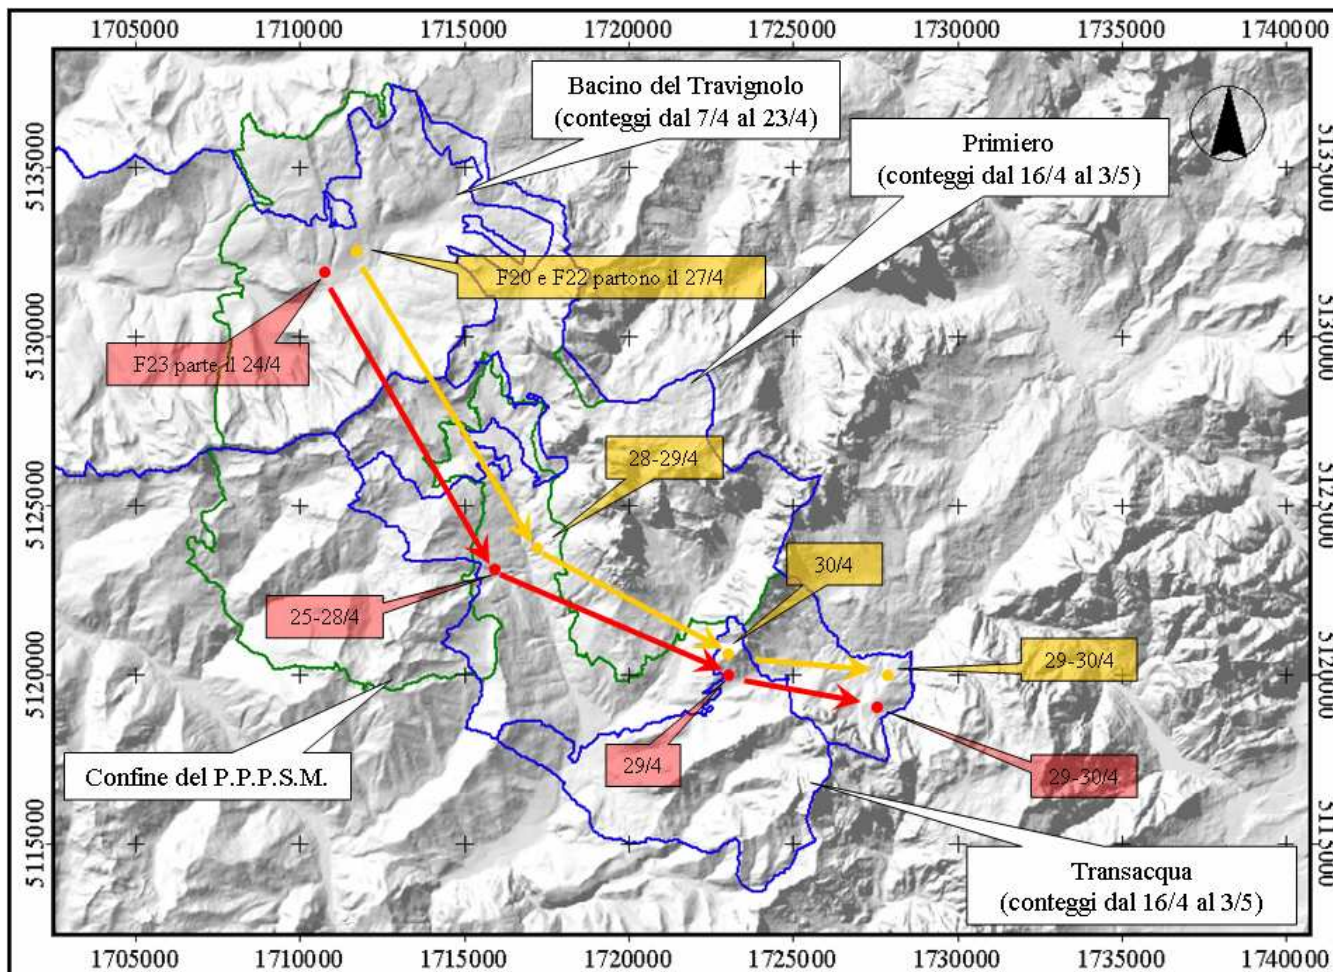 1705000 1710000 1715000 1720000 1725000 1730000 1735000 1740000
Bacino del Travignolo
(conteggi dal 7/4 al 23/4)
Primiero
(conteggi dal 16/4 al 3/5)
5135000
5135000
F20 e F22 partono il 27/4
5130000
5130000
F23 parte il 24/4
28-29/4
5125000
5125000
30/4
25-28/4
29-30/4
5120000
5120000
29/4
29-30/4
Confine del P.P.P.S.M.
5115000
5115000
Transacqua
(conteggi dal 16/4 al 3/5)
1705000 1710000 1715000 1720000 1725000 1730000 1735000 1740000